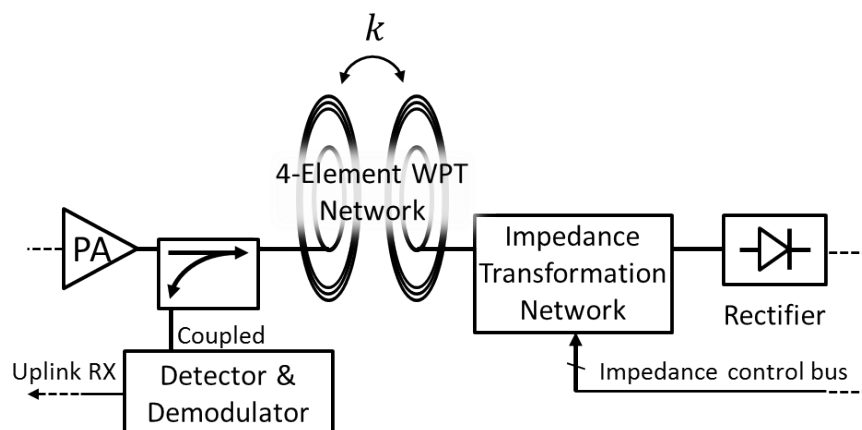 k
4-Element WPT
Network
PA
Impedance
Transformation
Network
Rectifier
Coupled
Uplink RX
Detector &
Demodulator
Impedance control bus